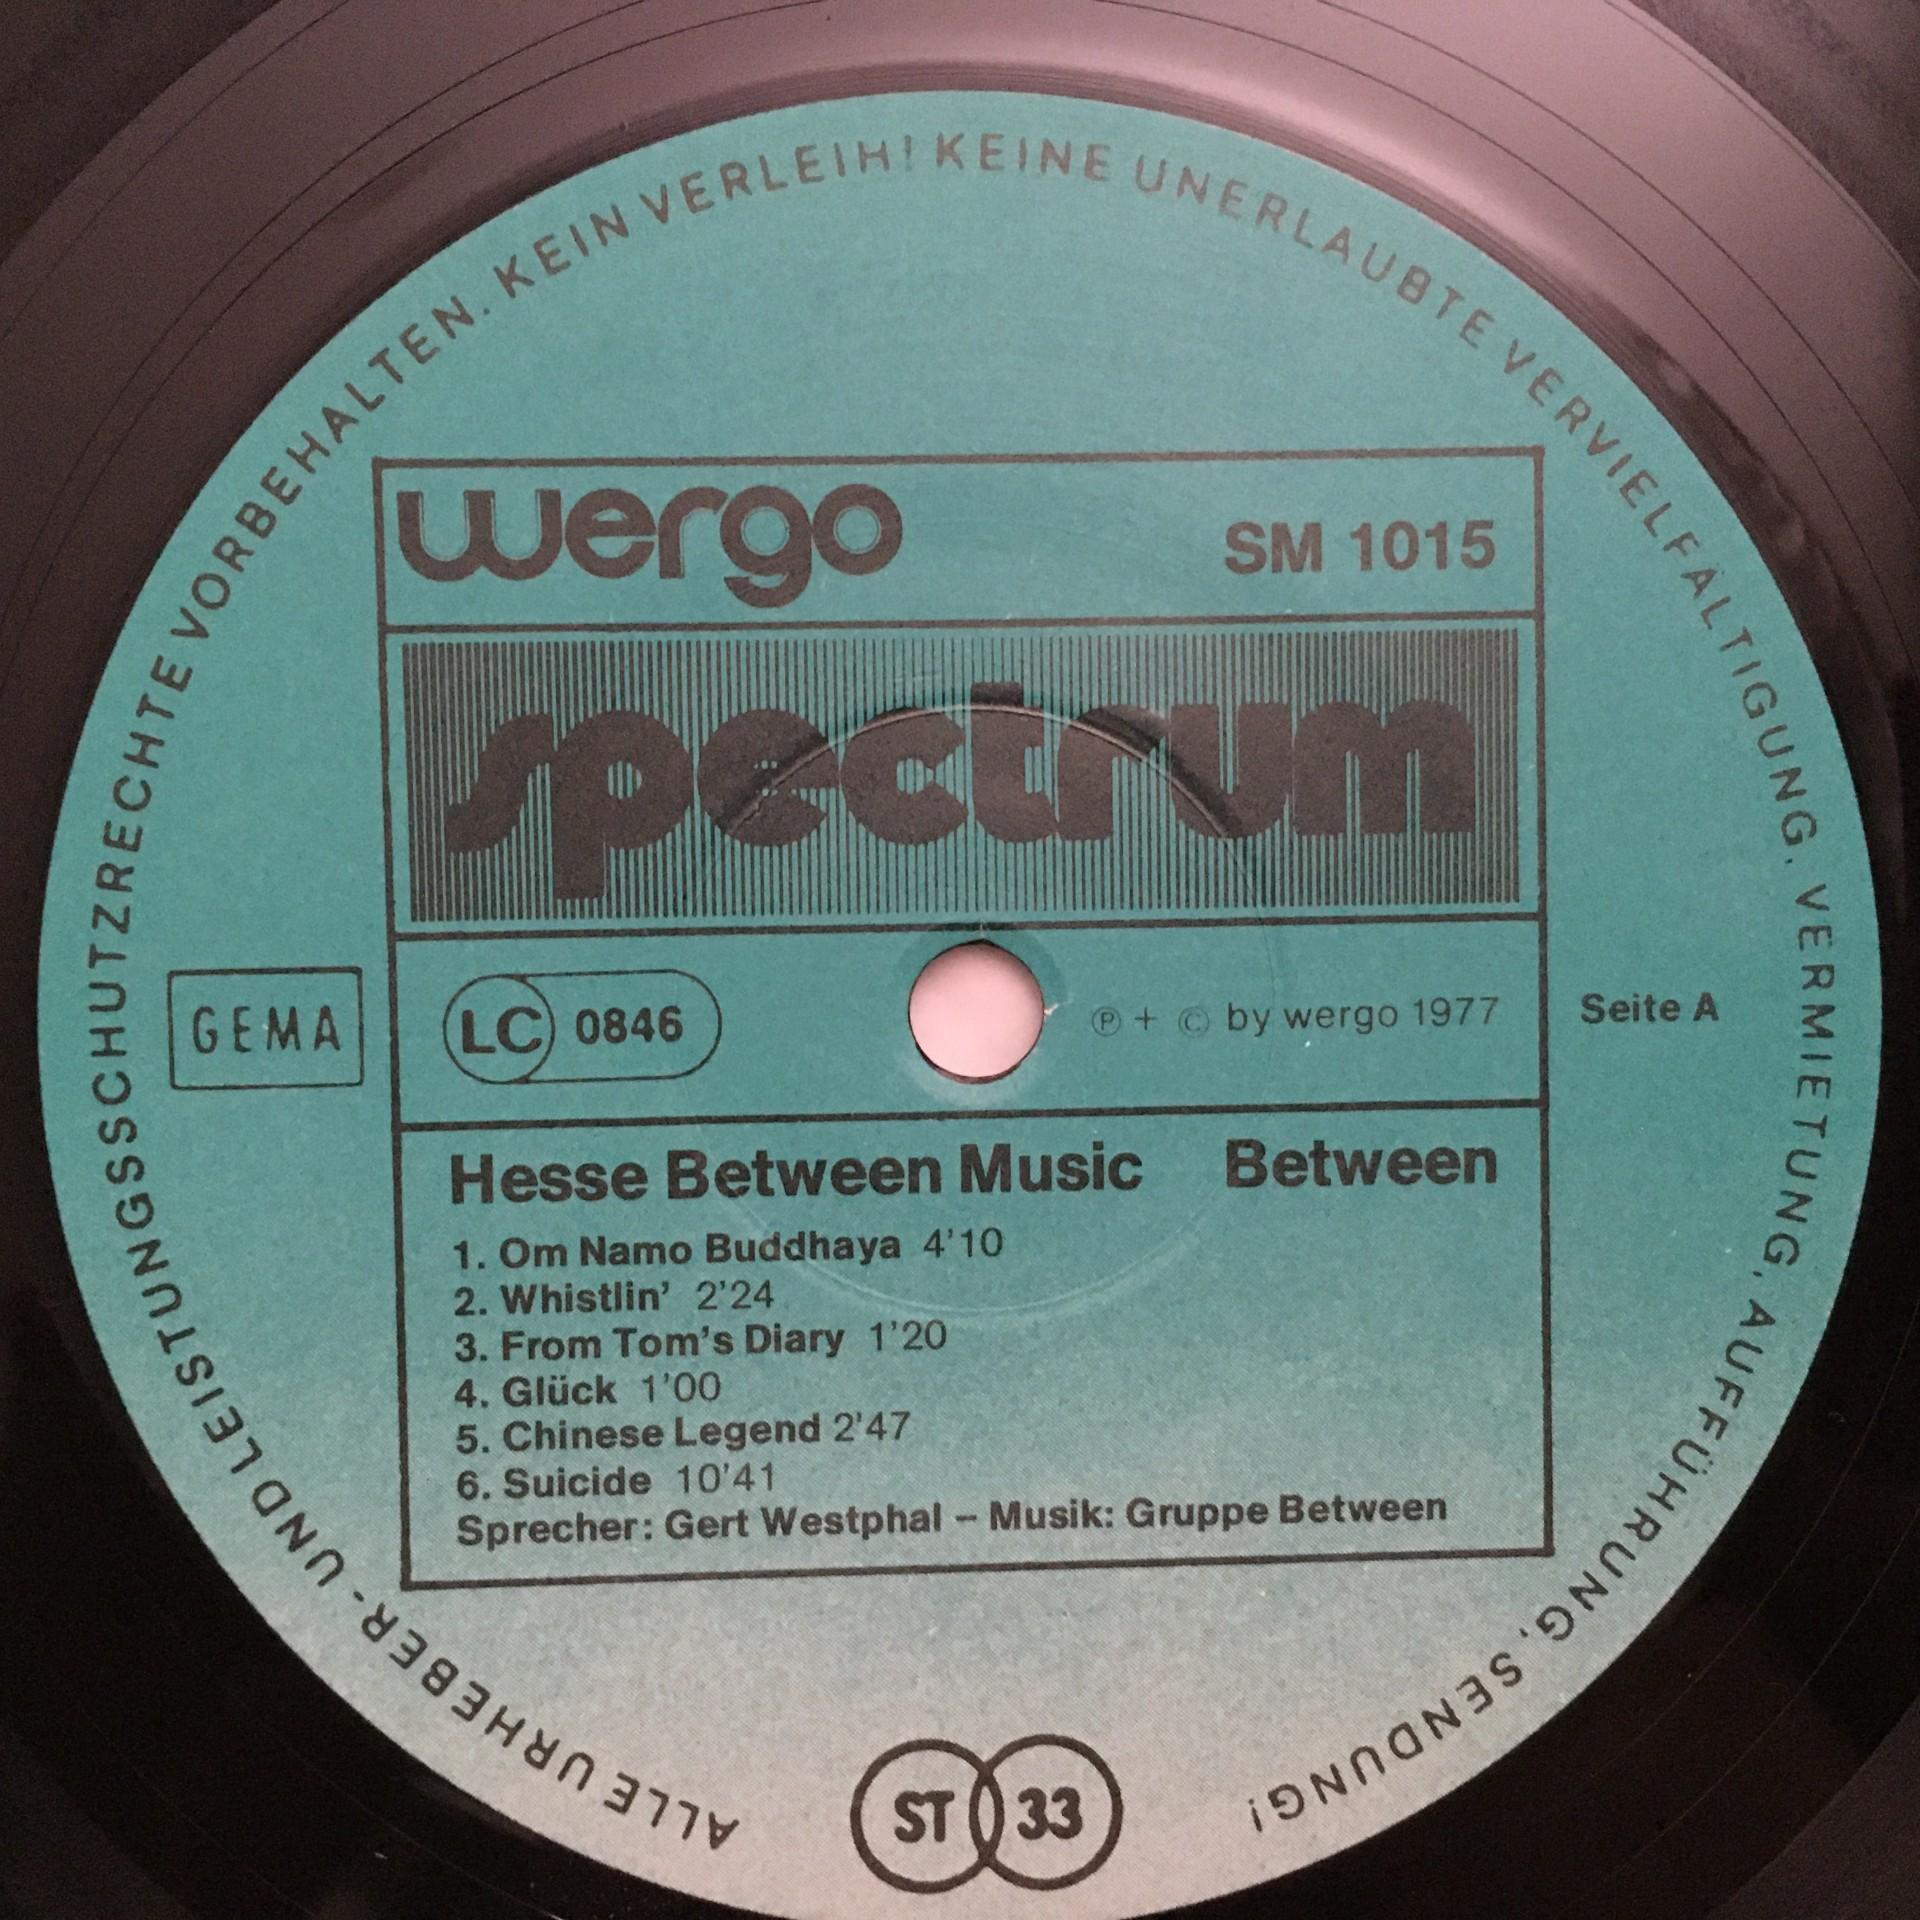 ALLE URHEBER- UND LEISTUNGSSCHUTZRECHTE VORBEHALTEN. KEIN VERLEIH! KEINE UNERLAUBTE VERVIELFÄLTIGUNG, VERMIETUNG, AUFFÜHRUNG, SENDUNG!
wergo SM 1015
spectrum
GEMA
LC 0846
℗ + © by wergo 1977
Seite A
Hesse Between Music Between
1. Om Namo Buddhaya 4'10
2. Whistlin' 2'24
3. From Tom's Diary 1'20
4. Glück 1'00
5. Chinese Legend 2'47
6. Suicide 10'41
Sprecher: Gert Westphal – Musik: Gruppe Between
ST 33